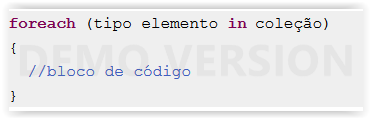 foreach (tipo elemento in coleção)
{
DEMO VERSION
//bloco de código
}